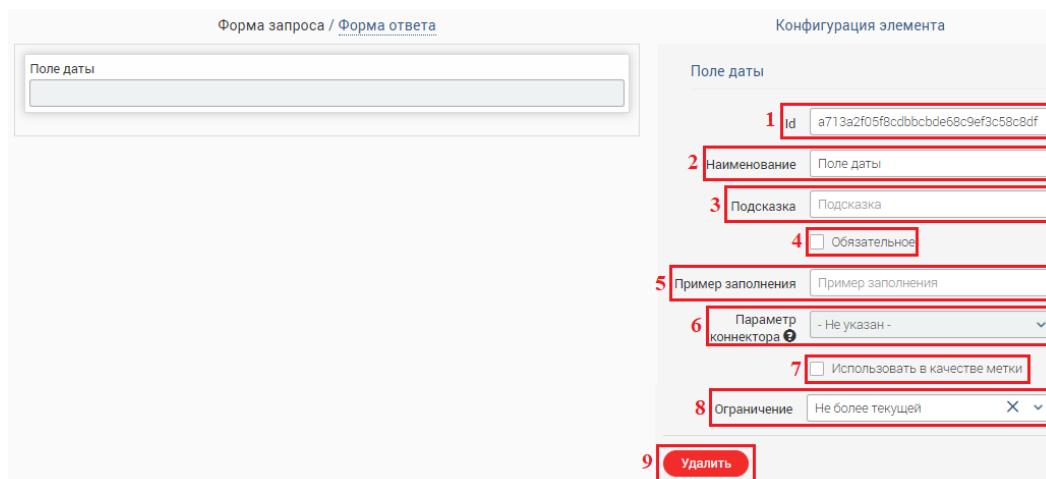 Форма запроса / Форма ответа
Поле даты
Конфигурация элемента
Поле даты
1 Id a713a2f05f8cdbbcbde68c9ef3c58c8df
2 Наименование Поле даты
3 Подсказка Подсказка
4 Обязательное
5 Пример заполнения Пример заполнения
6 Параметр
коннектора ? - Не указан -
7 Использовать в качестве метки
8 Ограничение Не более текущей
9 Удалить